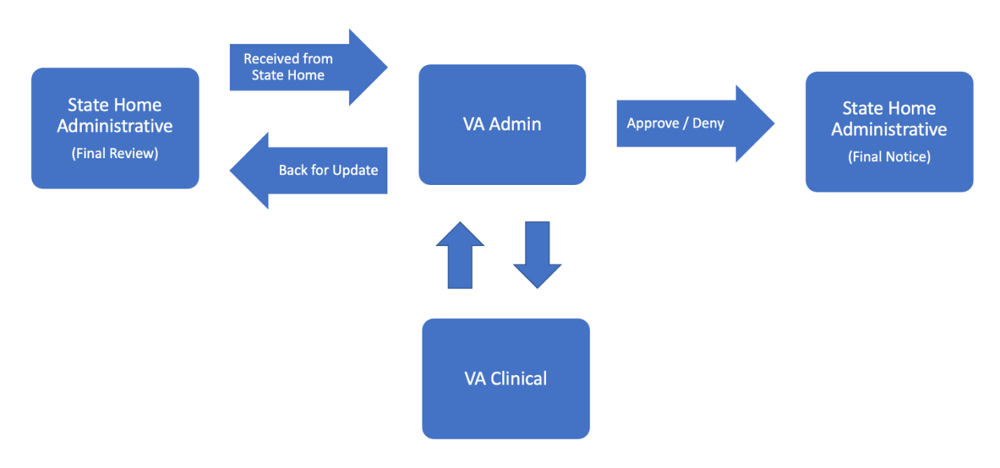 State Home
Administrative
(Final Review)
Received from
State Home
Back for Update
VA Admin
Approve / Deny
State Home
Administrative
(Final Notice)
VA Clinical